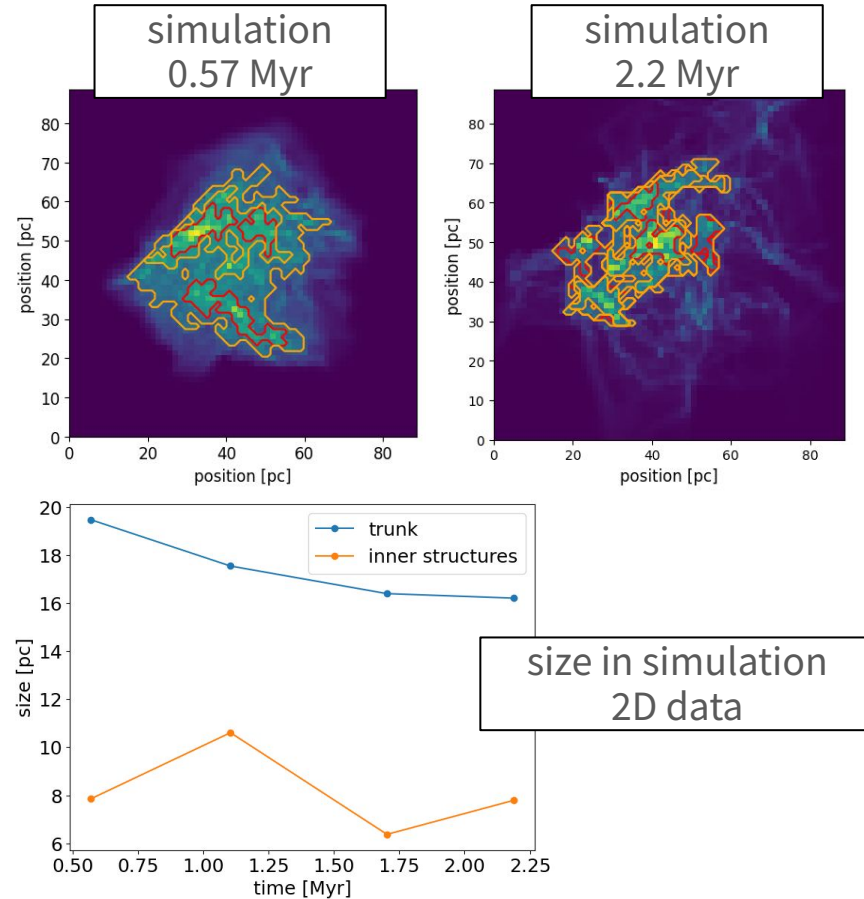 simulation
0.57 Myr
simulation
2.2 Myr
80
70
60
50
40
30
20
10
0
position [pc]
0 20 40 60 80
position [pc]
80
70
60
50
40
30
20
10
0
position [pc]
0 20 40 60 80
position [pc]
20
18
16
14
12
10
8
6
size [pc]
trunk
inner structures
0.50 0.75 1.00 1.25 1.50 1.75 2.00 2.25
time [Myr]
size in simulation
2D data